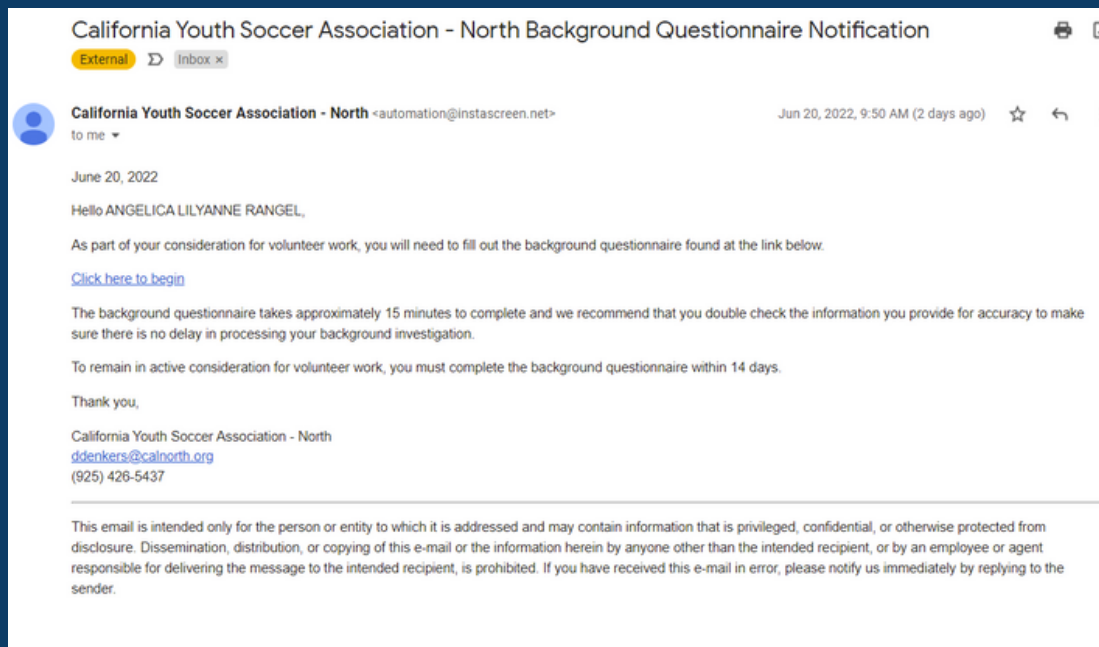 California Youth Soccer Association - North Background Questionnaire Notification
External Inbox ×
California Youth Soccer Association - North <automation@instascreen.net> Jun 20, 2022, 9:50 AM (2 days ago)
to me
June 20, 2022
Hello ANGELICA LILYANNE RANGEL,
As part of your consideration for volunteer work, you will need to fill out the background questionnaire found at the link below.
Click here to begin
The background questionnaire takes approximately 15 minutes to complete and we recommend that you double check the information you provide for accuracy to make
sure there is no delay in processing your background investigation.
To remain in active consideration for volunteer work, you must complete the background questionnaire within 14 days.
Thank you,
California Youth Soccer Association - North
ddenkers@calnorth.org
(925) 426-5437
This email is intended only for the person or entity to which it is addressed and may contain information that is privileged, confidential, or otherwise protected from
disclosure. Dissemination, distribution, or copying of this e-mail or the information herein by anyone other than the intended recipient, or by an employee or agent
responsible for delivering the message to the intended recipient, is prohibited. If you have received this e-mail in error, please notify us immediately by replying to the
sender.